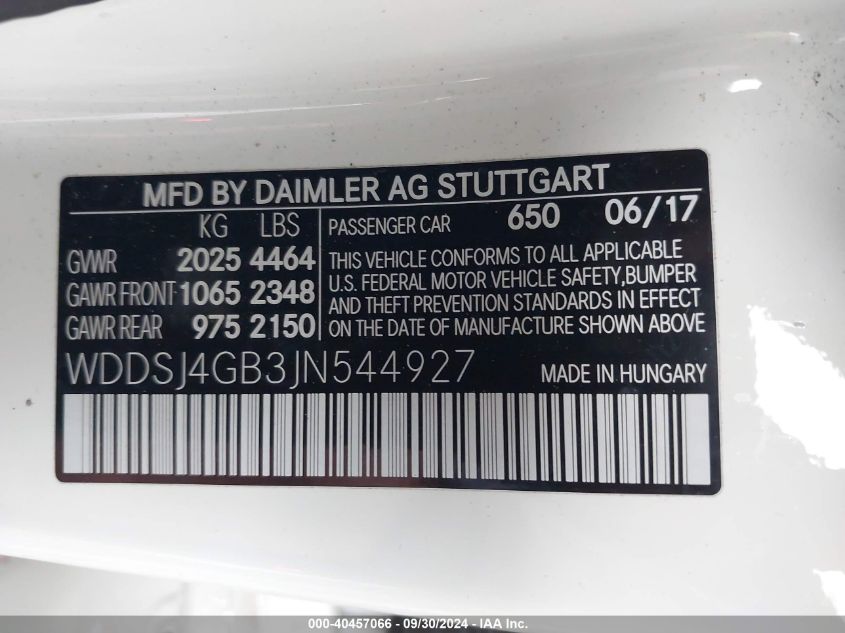 MFD BY DAIMLER AG STUTTGART
KG LBS
GVWR 2025 4464
GAWR FRONT 1065 2348
GAWR REAR 975 2150
PASSENGER CAR 650 06/17
THIS VEHICLE CONFORMS TO ALL APPLICABLE
U.S. FEDERAL MOTOR VEHICLE SAFETY,BUMPER
AND THEFT PREVENTION STANDARDS IN EFFECT
ON THE DATE OF MANUFACTURE SHOWN ABOVE
WDDSJ4GB3JN544927
MADE IN HUNGARY
000-40457066 - 09/30/2024 - IAA Inc.